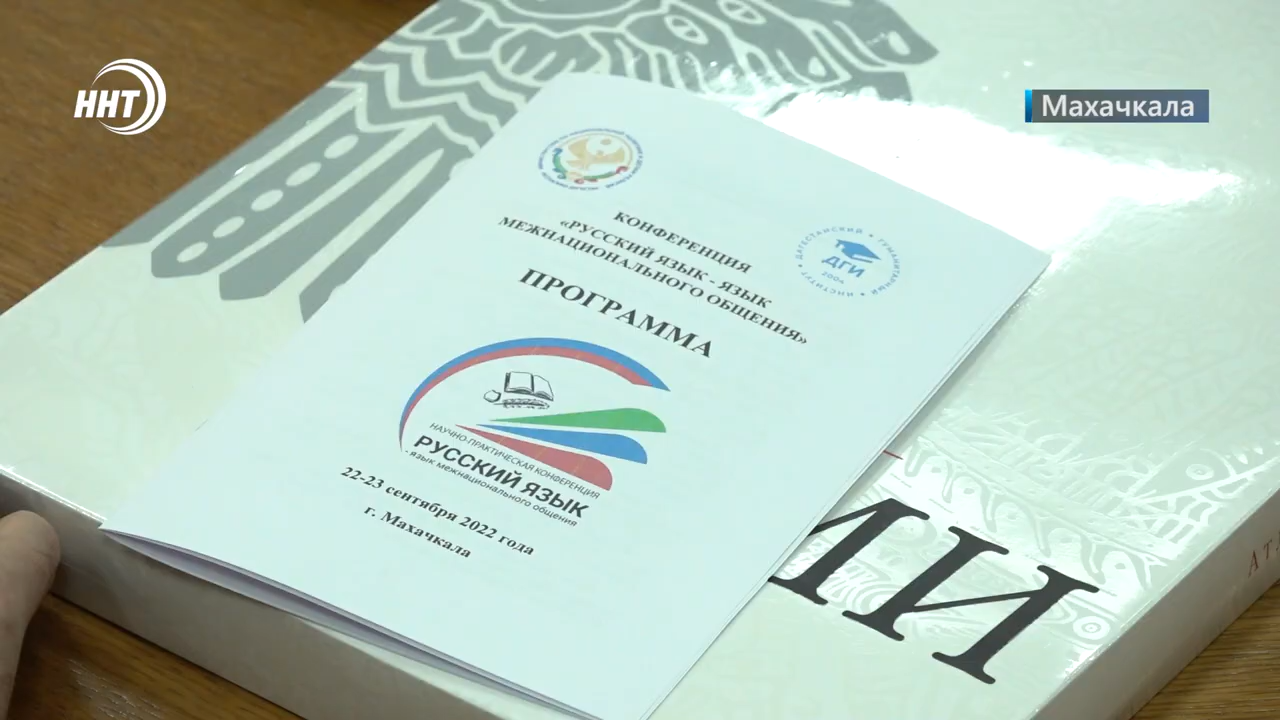 ННТ
Махачкала
КОНФЕРЕНЦИЯ
«РУССКИЙ ЯЗЫК - ЯЗЫК
МЕЖНАЦИОНАЛЬНОГО ОБЩЕНИЯ»
ДАГЕСТАНСКИЙ • ГУМАНИТАРНЫЙ • ИНСТИТУТ •
ДГИ
2004
ПРОГРАММА
НАУЧНО-ПРАКТИЧЕСКАЯ КОНФЕРЕНЦИЯ
РУССКИЙ ЯЗЫК
- язык межнационального общения
22-23 сентября 2022 года
г. Махачкала